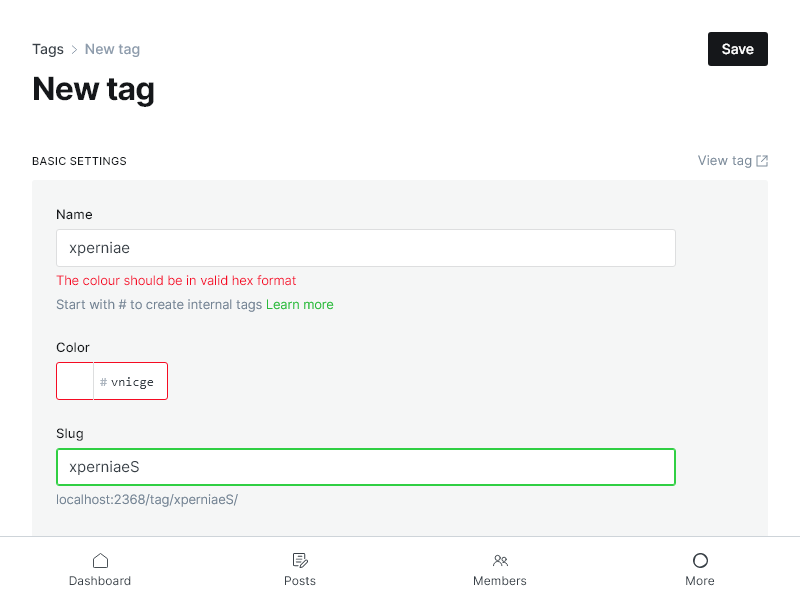 Tags > New tag
Save
New tag
BASIC SETTINGS
View tag
Name
xperniae
The colour should be in valid hex format
Start with # to create internal tags Learn more
Color
# vnicge
Slug
xperniaeS
localhost:2368/tag/xperniaeS/
Dashboard
Posts
Members
More